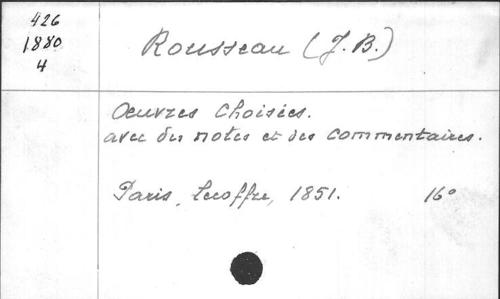 426
1880
4
Rousseau (J. B.)
Oeuvres Choisies.
avec des notes et des commentaires.
Paris, Lecoffre, 1851. 16°